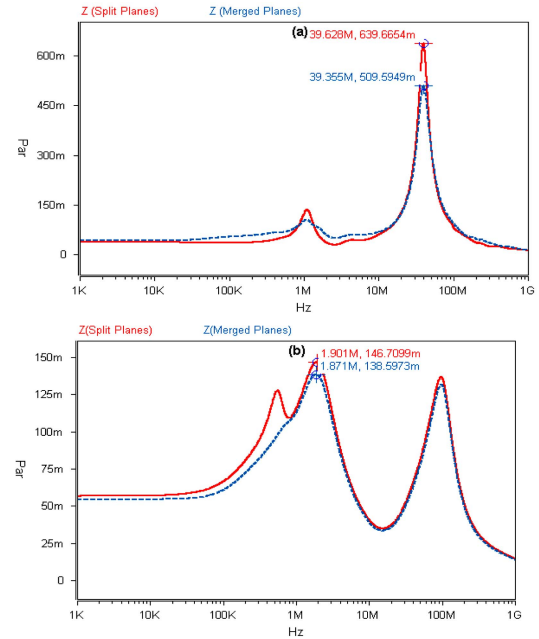 Z (Split Planes) Z (Merged Planes)
(a)
39.628M, 639.6654m
39.355M, 509.5949m
600m
450m
300m
150m
0
Par
1K 10K 100K 1M 10M 100M 1G
Hz
Z(Split Planes) Z(Merged Planes)
(b)
1.901M, 146.7099m
1.871M, 138.5973m
150m
125m
100m
75m
50m
25m
0
Par
1K 10K 100K 1M 10M 100M 1G
Hz